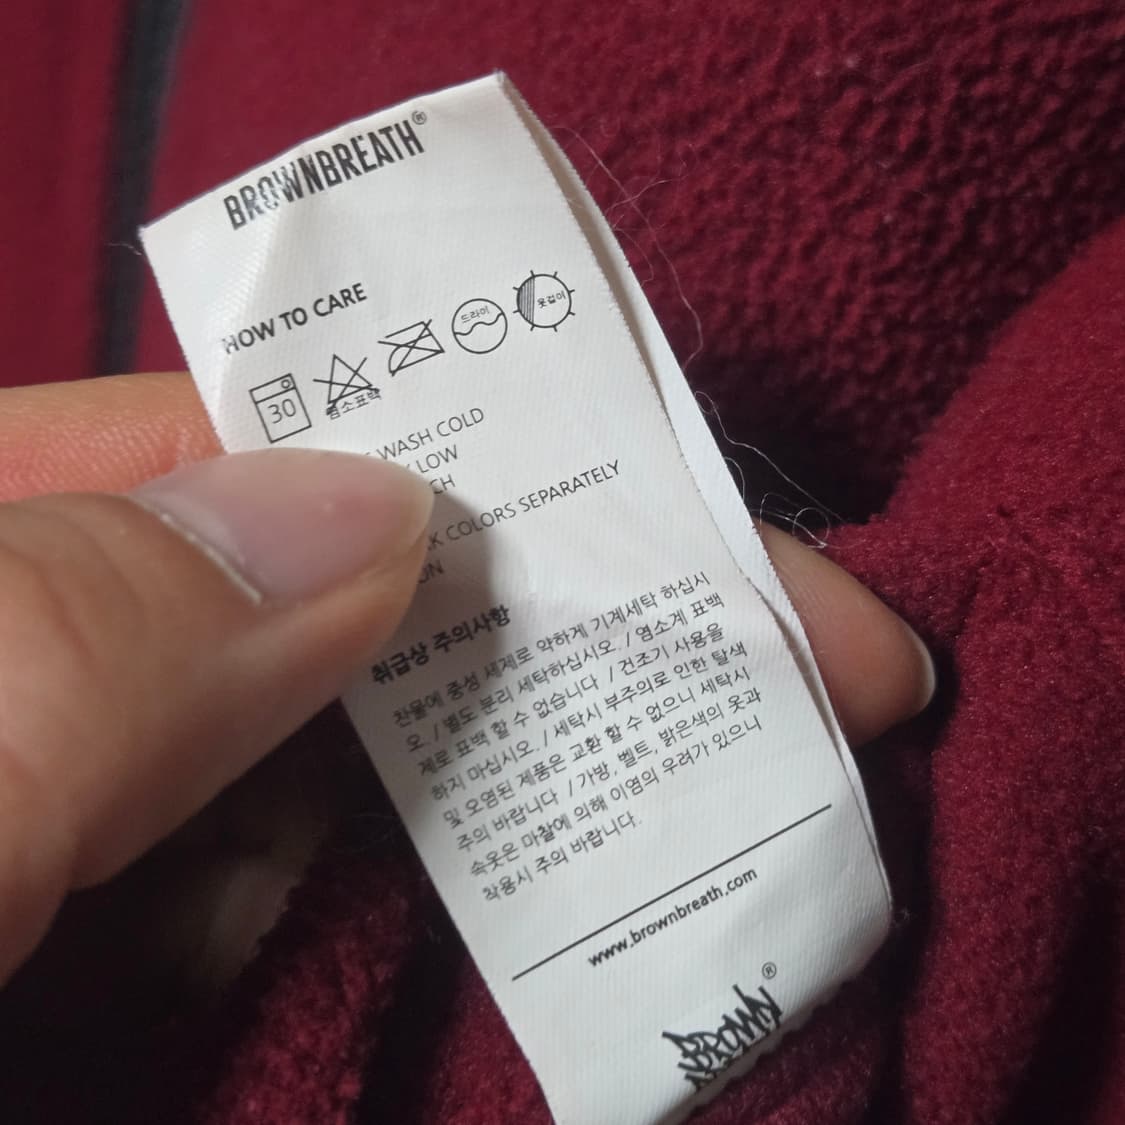 BROWNBREATH®
HOW TO CARE
30
염소표백
드라이
옷걸이
WASH COLD
LOW
CH
K COLORS SEPARATELY
ON
취급상 주의사항
찬물에 중성 세제로 약하게 기계세탁 하십시
오. / 별도 분리 세탁하십시오. / 염소계 표백
제로 표백 할 수 없습니다 / 건조기 사용을
하지 마십시오. / 세탁시 부주의로 인한 탈색
및 오염된 제품은 교환 할 수 없으니 세탁시
주의 바랍니다 / 가방, 벨트, 밝은색의 옷과
속옷은 마찰에 의해 이염의 우려가 있으니
착용시 주의 바랍니다.
www.brownbreath.com
BROWN®